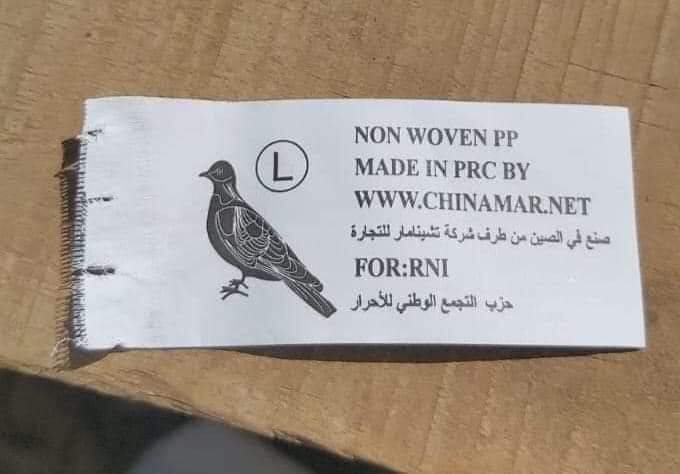 L
NON WOVEN PP
MADE IN PRC BY
WWW.CHINAMAR.NET
صنع في الصين من طرف شركة تشينامار للتجارة
FOR:RNI
حزب التجمع الوطني للأحرار